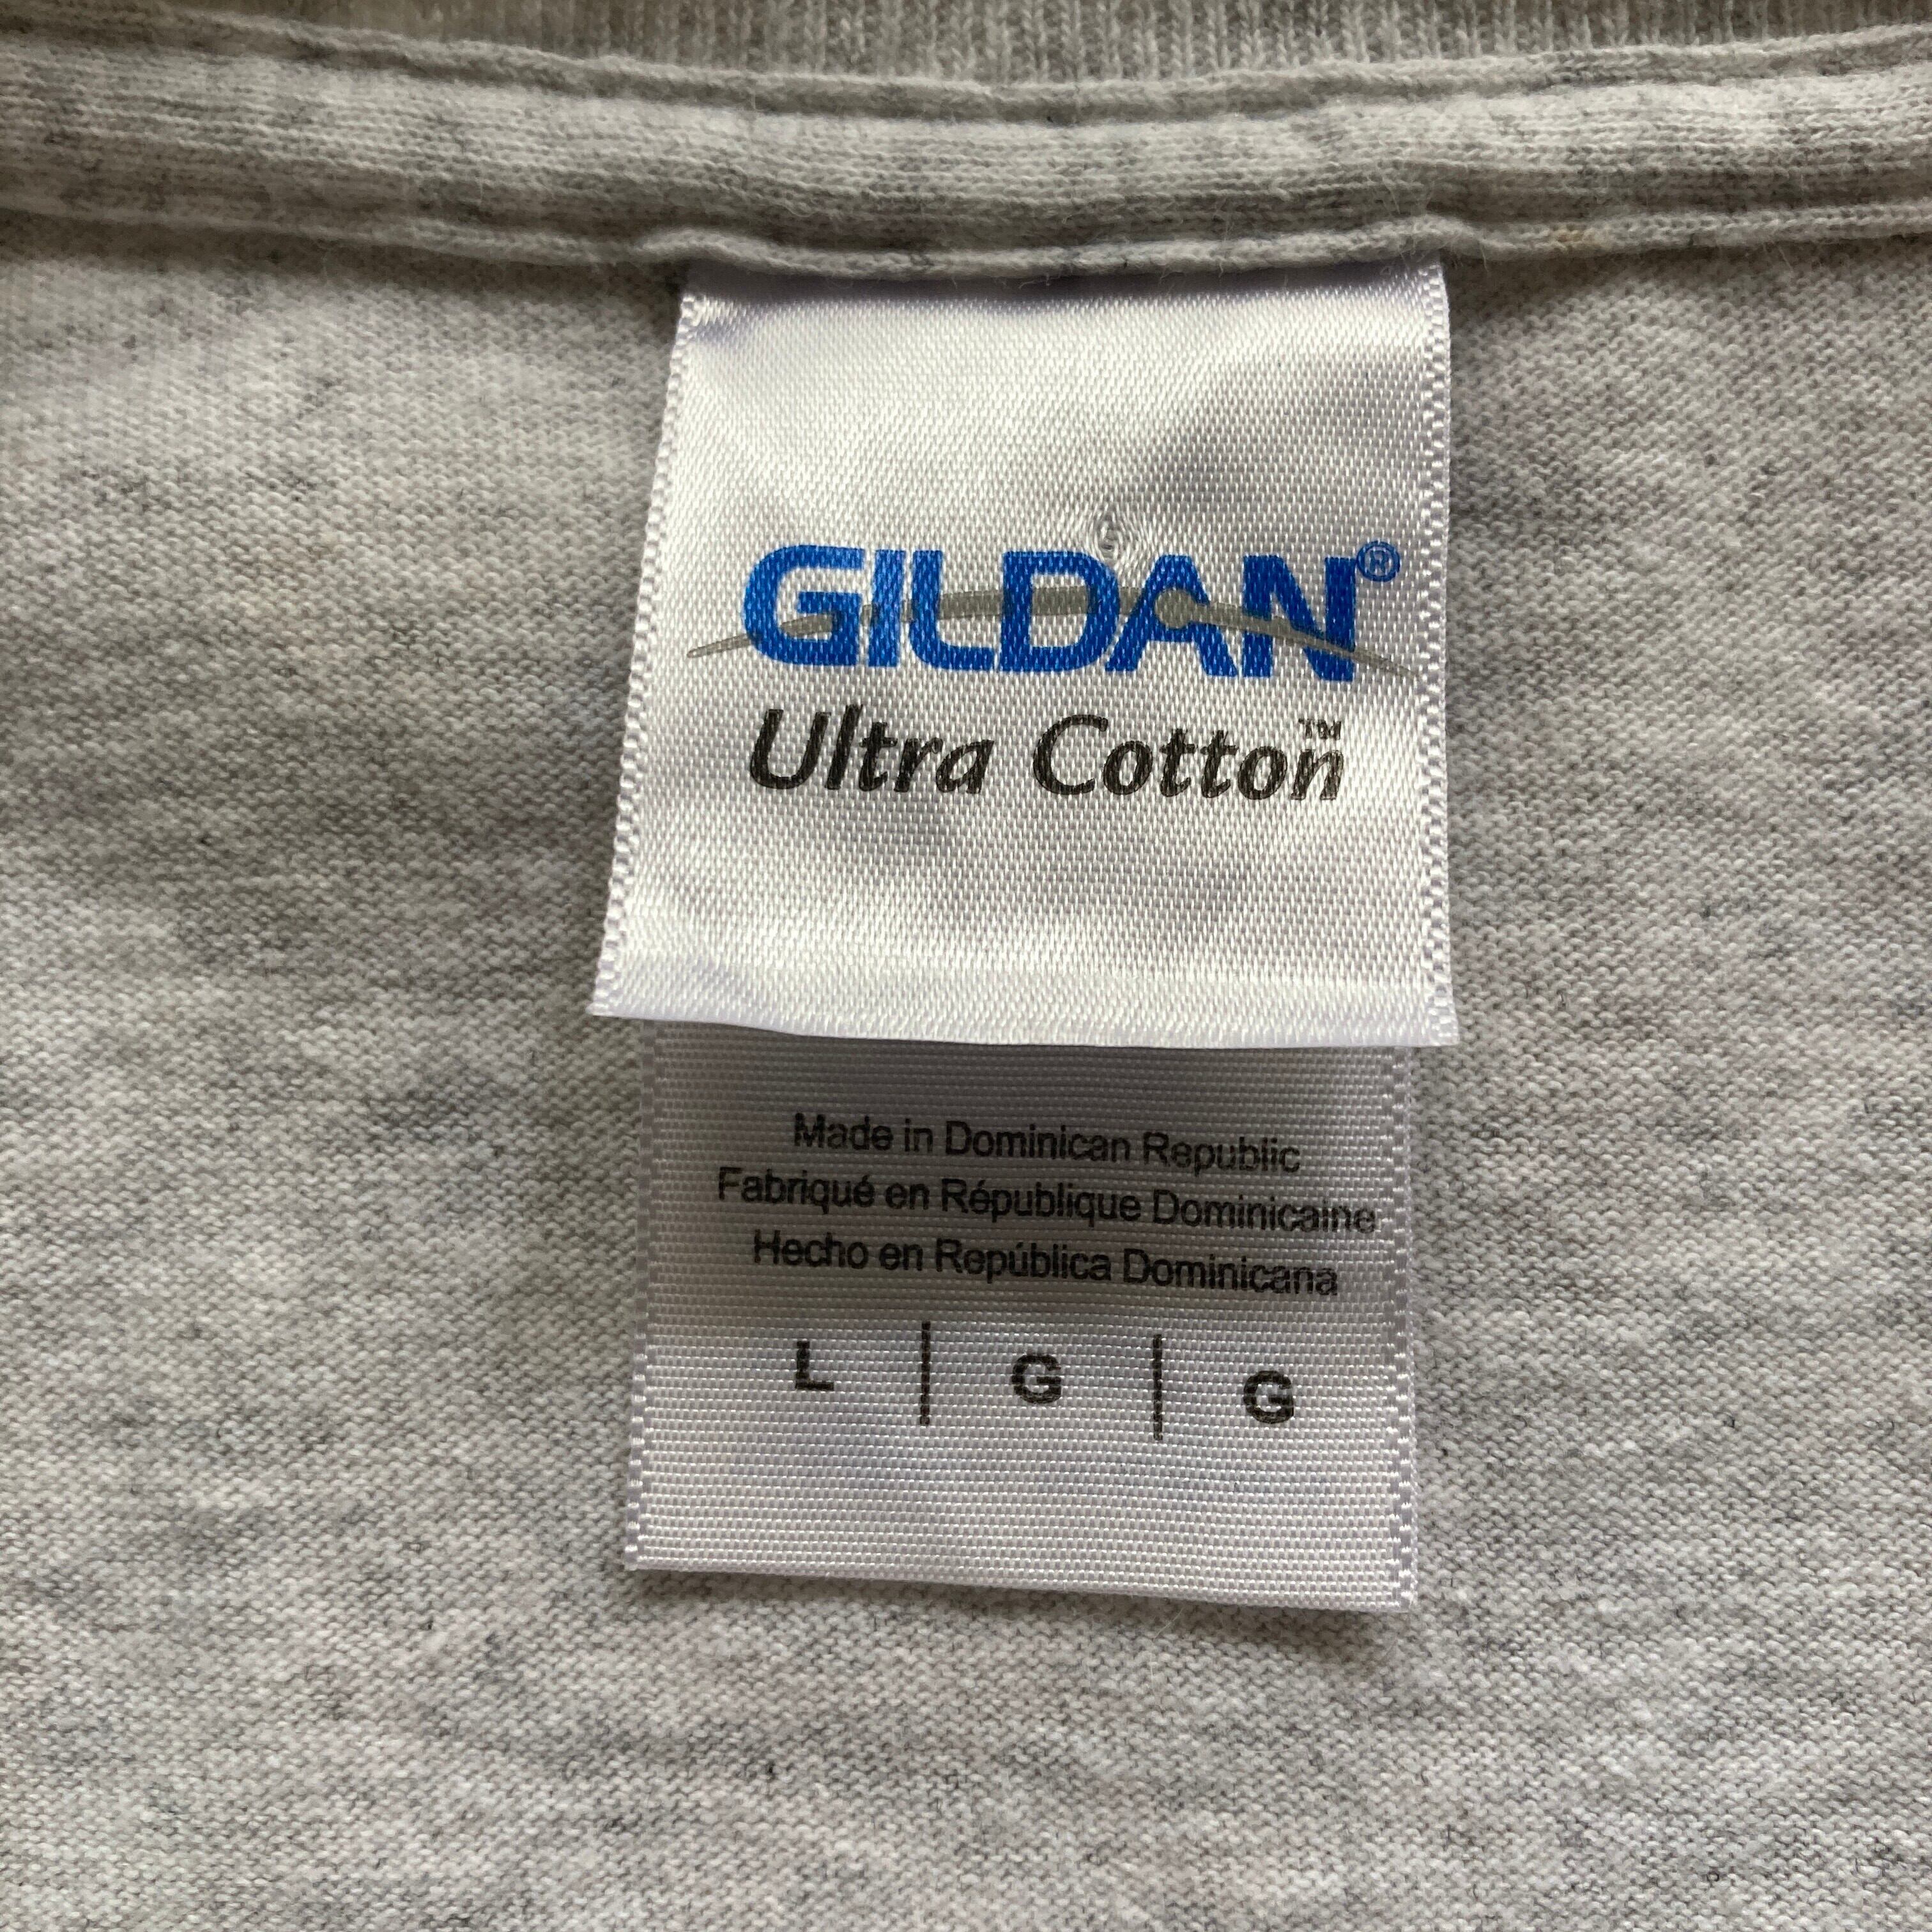 GILDAN®
Ultra Cotton™
Made in Dominican Republic
Fabriqué en République Dominicaine
Hecho en República Dominicana
L | G | G